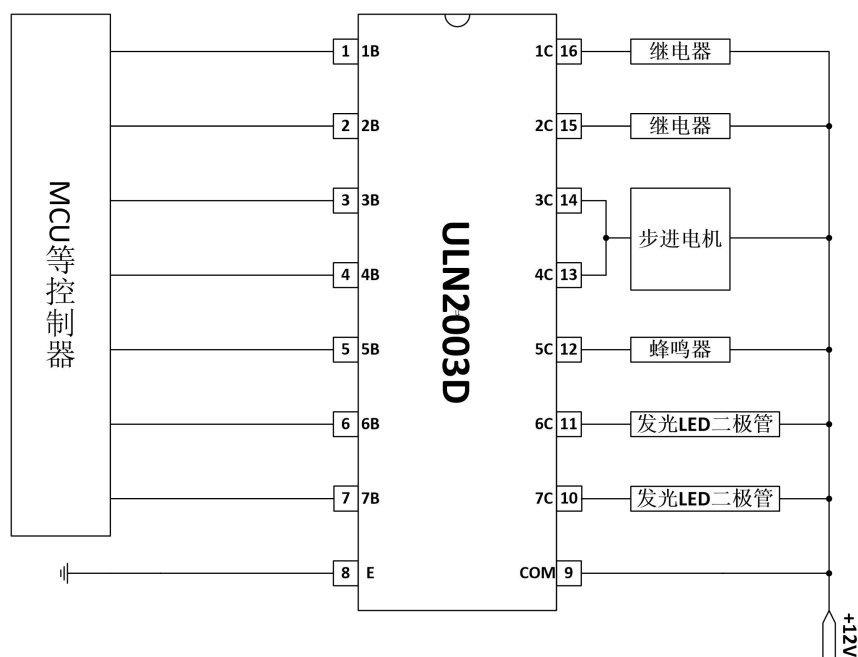 1 1B
1C 16
继电器
2 2B
2C 15
继电器
3 3B
3C 14
4 4B
4C 13
步进电机
5 5B
5C 12
蜂鸣器
6 6B
6C 11
发光LED二极管
7 7B
7C 10
发光LED二极管
8 E
COM 9
MCU等控制器
ULN2003D
+12V